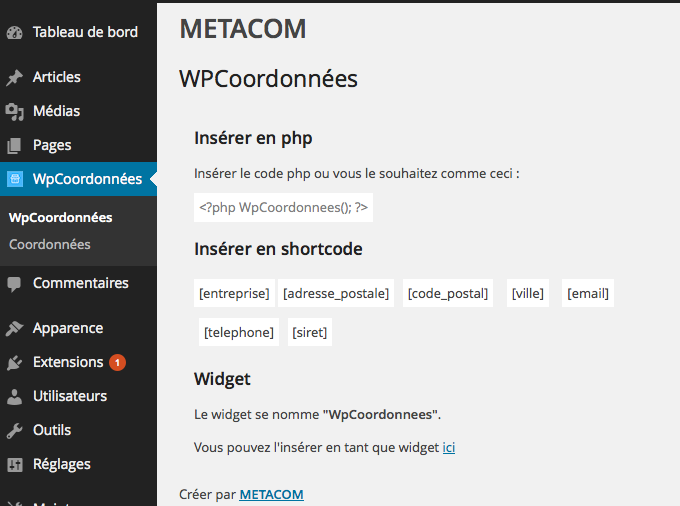 Tableau de bord
Articles
Médias
Pages
WpCoordonnées
WpCoordonnées
Coordonnées
Commentaires
Apparence
Extensions 1
Utilisateurs
Outils
Réglages
METACOM
WPCoordonnées
Insérer en php
Insérer le code php ou vous le souhaitez comme ceci :
<?php WpCoordonnees(); ?>
Insérer en shortcode
[entreprise] [adresse_postale] [code_postal] [ville] [email]
[telephone] [siret]
Widget
Le widget se nomme "WpCoordonnees".
Vous pouvez l'insérer en tant que widget ici
Créer par METACOM